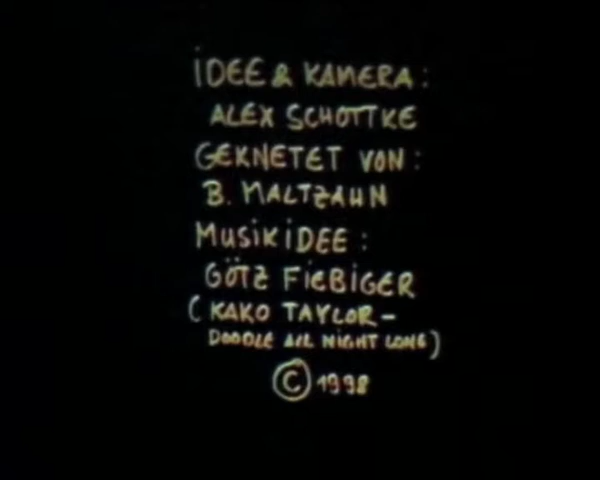 iDEE & KAMERA:
ALEX SCHOTTKE
GEKNETET VON:
B. MALTZAHN
MusikiDEE:
GÖTZ FiEBiGER
(KAKO TAYLOR-
DOODLE ALL NiGHT LONG)
© 1998